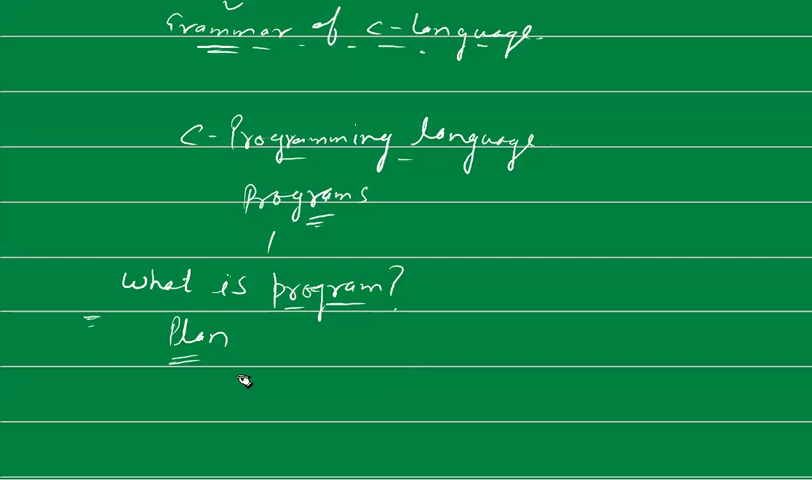 Grammar of C-language.
C-Programming language
Programs
What is program?
Plan